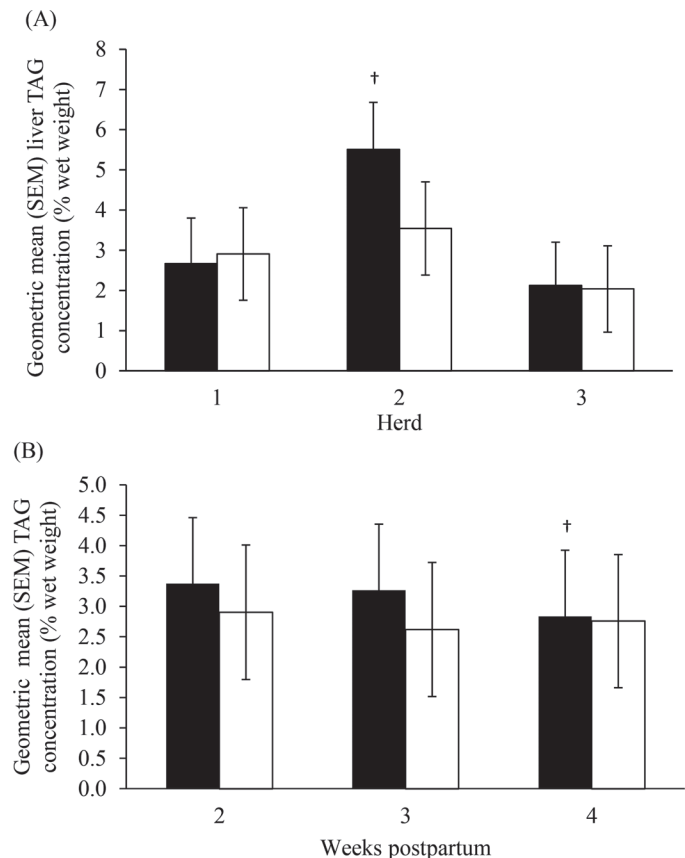 (A)
Geometric mean (SEM) liver TAG
concentration (% wet weight)
8
7
6
5
4
3
2
1
0
†
1 2 3
Herd
(B)
Geometric mean (SEM) TAG
concentration (% wet weight)
5.0
4.5
4.0
3.5
3.0
2.5
2.0
1.5
1.0
0.5
0.0
†
2 3 4
Weeks postpartum